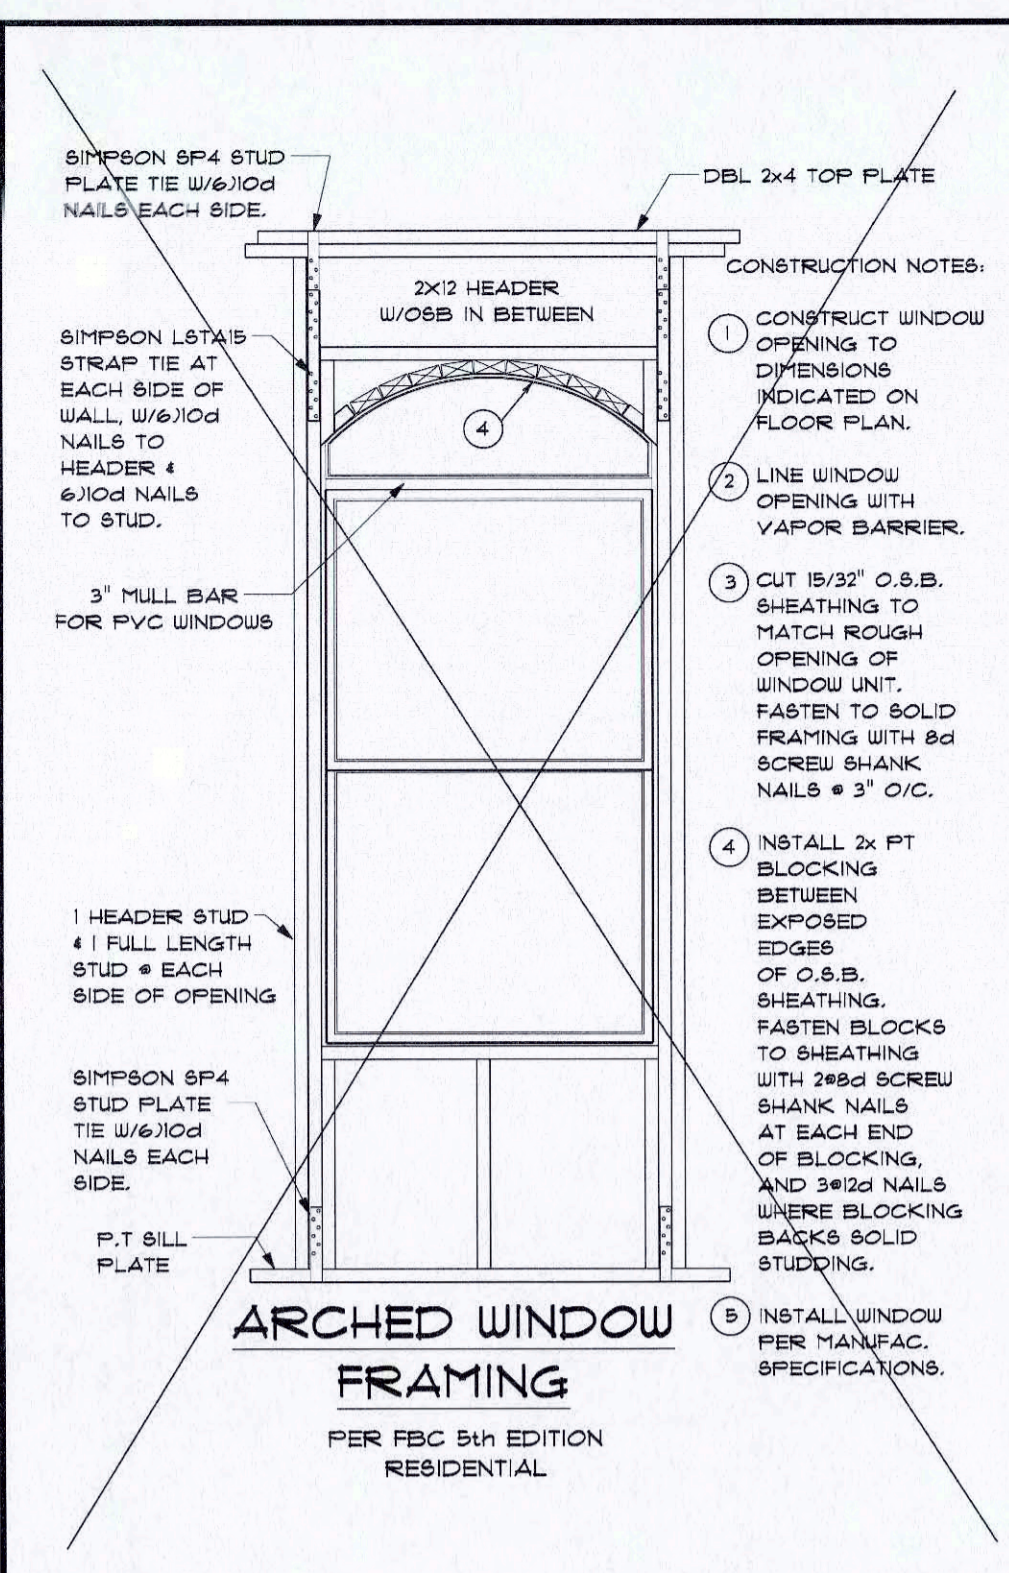 SIMPSON SP4 STUD
PLATE TIE W/6)10d
NAILS EACH SIDE.
DBL 2x4 TOP PLATE
2X12 HEADER
W/OSB IN BETWEEN
SIMPSON LSTA15
STRAP TIE AT
EACH SIDE OF
WALL, W/6)10d
NAILS TO
HEADER &
6)10d NAILS
TO STUD.
4
3" MULL BAR
FOR PVC WINDOWS
1 HEADER STUD
& 1 FULL LENGTH
STUD @ EACH
SIDE OF OPENING
SIMPSON SP4
STUD PLATE
TIE W/6)10d
NAILS EACH
SIDE.
P.T SILL
PLATE
CONSTRUCTION NOTES:
1 CONSTRUCT WINDOW
OPENING TO
DIMENSIONS
INDICATED ON
FLOOR PLAN.
2 LINE WINDOW
OPENING WITH
VAPOR BARRIER.
3 CUT 15/32" O.S.B.
SHEATHING TO
MATCH ROUGH
OPENING OF
WINDOW UNIT.
FASTEN TO SOLID
FRAMING WITH 8d
SCREW SHANK
NAILS @ 3" O/C.
4 INSTALL 2x PT
BLOCKING
BETWEEN
EXPOSED
EDGES
OF O.S.B.
SHEATHING.
FASTEN BLOCKS
TO SHEATHING
WITH 2@8d SCREW
SHANK NAILS
AT EACH END
OF BLOCKING,
AND 3@12d NAILS
WHERE BLOCKING
BACKS SOLID
STUDDING.
5 INSTALL WINDOW
PER MANUFAC.
SPECIFICATIONS.
ARCHED WINDOW
FRAMING
PER FBC 5th EDITION
RESIDENTIAL